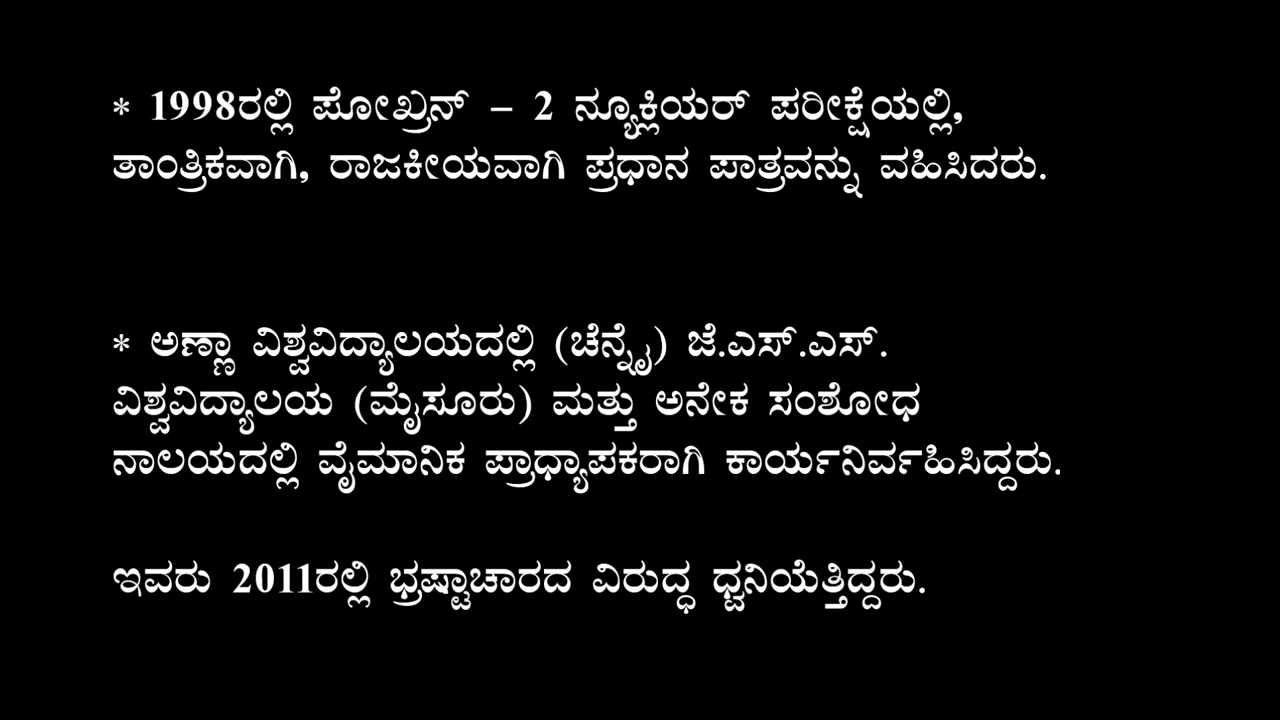 * 1998ರಲ್ಲಿ ಪೋಖ್ರನ್ – 2 ನ್ಯೂಕ್ಲಿಯರ್ ಪರೀಕ್ಷೆಯಲ್ಲಿ,
ತಾಂತ್ರಿಕವಾಗಿ, ರಾಜಕೀಯವಾಗಿ ಪ್ರಧಾನ ಪಾತ್ರವನ್ನು ವಹಿಸಿದರು.
* ಅಣ್ಣಾ ವಿಶ್ವವಿದ್ಯಾಲಯದಲ್ಲಿ (ಚೆನ್ನೈ) ಜೆ.ಎಸ್.ಎಸ್.
ವಿಶ್ವವಿದ್ಯಾಲಯ (ಮೈಸೂರು) ಮತ್ತು ಅನೇಕ ಸಂಶೋಧ
ನಾಲಯದಲ್ಲಿ ವೈಮಾನಿಕ ಪ್ರಾಧ್ಯಾಪಕರಾಗಿ ಕಾರ್ಯನಿರ್ವಹಿಸಿದ್ದರು.
ಇವರು 2011ರಲ್ಲಿ ಭ್ರಷ್ಟಾಚಾರದ ವಿರುದ್ಧ ಧ್ವನಿಯೆತ್ತಿದ್ದರು.